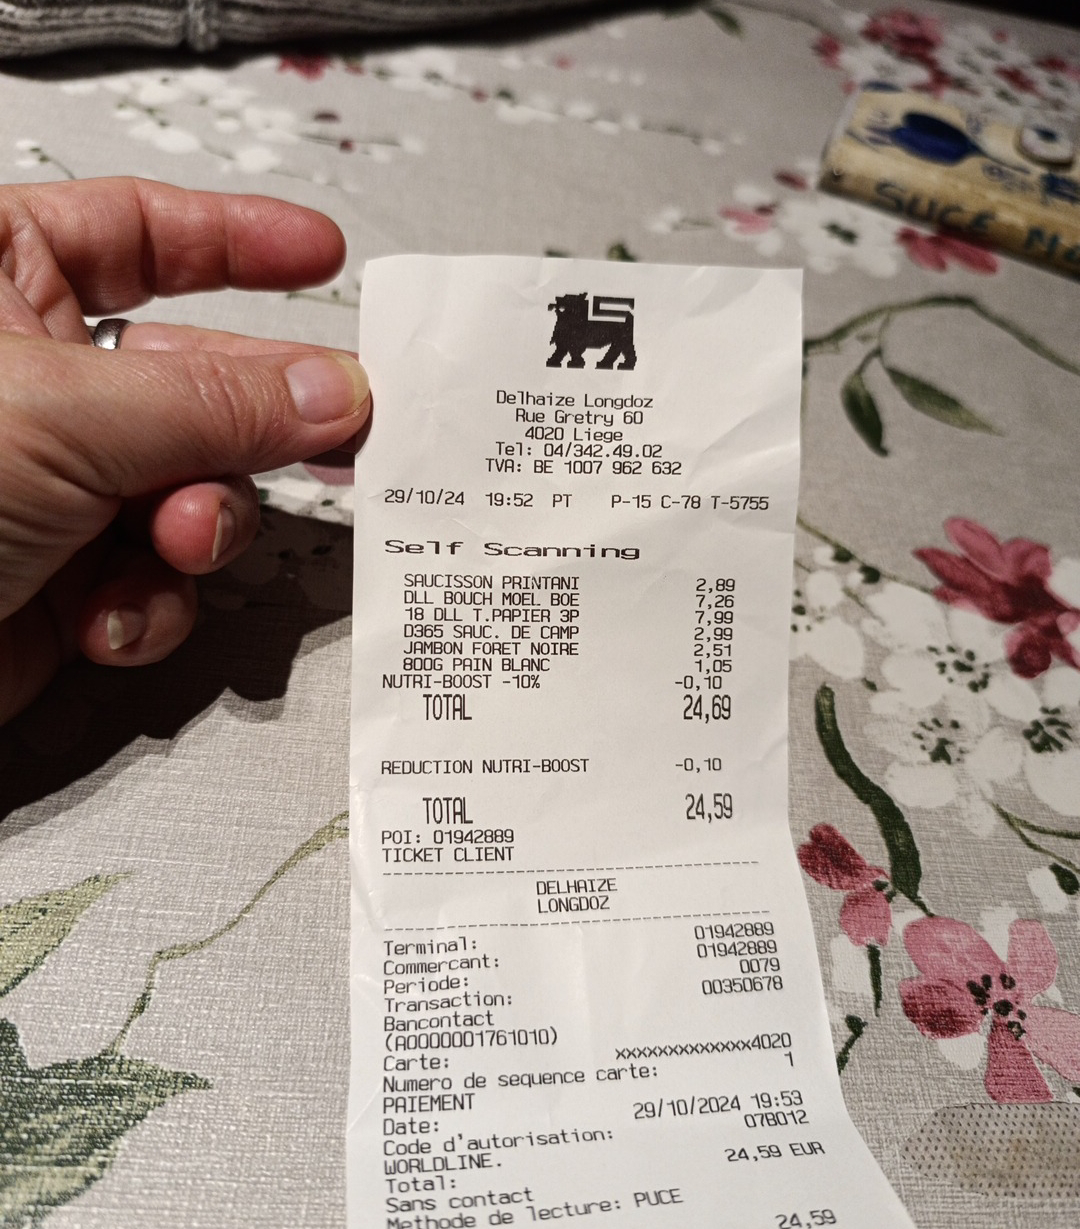 SUCE
Delhaize Longdoz
Rue Gretry 60
4020 Liege
Tel: 04/342.49.02
TVA: BE 1007 962 632
29/10/24 19:52 PT P-15 C-78 T-5755
Self Scanning
SAUCISSON PRINTANI 2,89
DLL BOUCH MOEL BOE 7,26
18 DLL T.PAPIER 3P 7,99
D365 SAUC. DE CAMP 2,99
JAMBON FORET NOIRE 2,51
800G PAIN BLANC 1,05
NUTRI-BOOST -10% -0,10
TOTAL 24,69
REDUCTION NUTRI-BOOST -0,10
TOTAL 24,59
POI: 01942889
TICKET CLIENT
DELHAIZE
LONGDOZ
Terminal: 01942889
Commercant: 01942889
Periode: 0079
Transaction: 00350678
Bancontact
(A0000001761010)
Carte: xxxxxxxxxxxxx4020
Numero de sequence carte: 1
PAIEMENT
Date: 29/10/2024 19:53
Code d'autorisation: 078012
WORLDLINE.
Total: 24,59 EUR
Sans contact
Methode de lecture: PUCE
24,59